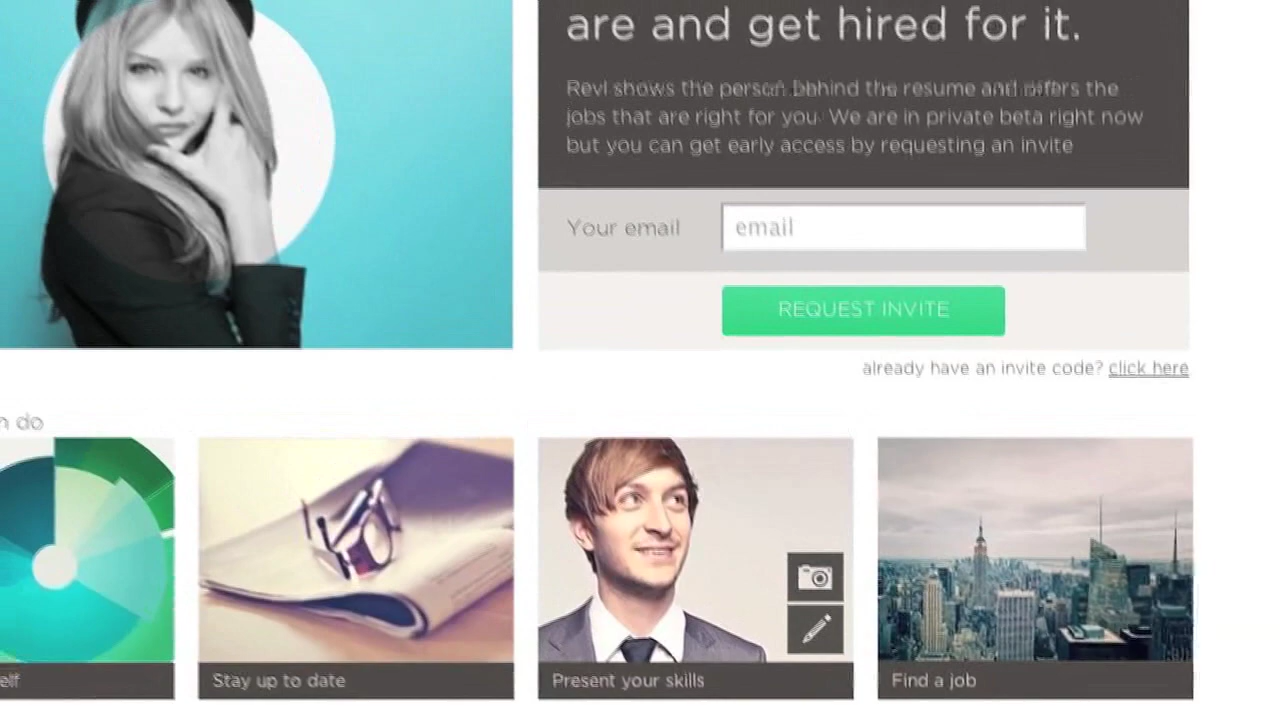 are and get hired for it.
Revl shows the person behind the resume and offers the
jobs that are right for you. We are in private beta right now
but you can get early access by requesting an invite
Your email
email
REQUEST INVITE
already have an invite code? click here
do
Stay up to date
Present your skills
Find a job